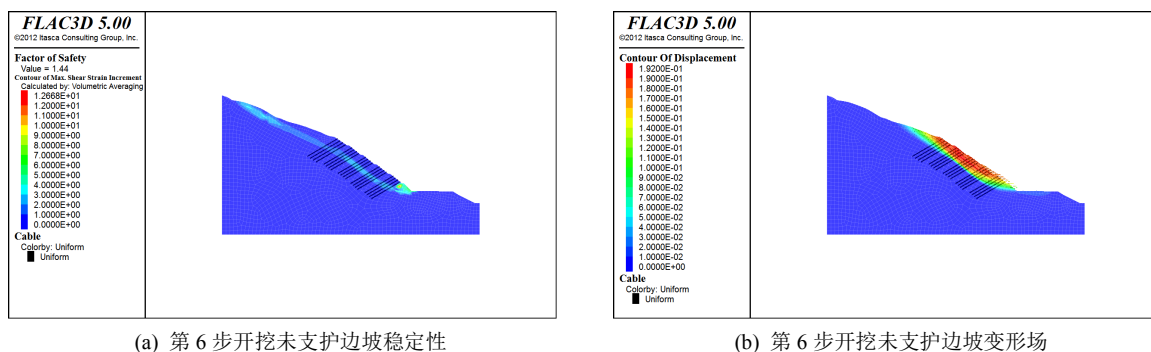 FLAC3D 5.00
©2012 Itasca Consulting Group, Inc.
Factor of Safety
Value = 1.44
Contour of Max. Shear Strain Increment
Calculated by: Volumetric Averaging
1.2668E+01
1.2000E+01
1.1000E+01
1.0000E+01
9.0000E+00
8.0000E+00
7.0000E+00
6.0000E+00
5.0000E+00
4.0000E+00
3.0000E+00
2.0000E+00
1.0000E+00
0.0000E+00
Cable
Colorby: Uniform
Uniform
(a) 第 6 步开挖未支护边坡稳定性
FLAC3D 5.00
©2012 Itasca Consulting Group, Inc.
Contour Of Displacement
1.9200E-01
1.9000E-01
1.8000E-01
1.7000E-01
1.6000E-01
1.5000E-01
1.4000E-01
1.3000E-01
1.2000E-01
1.1000E-01
1.0000E-01
9.0000E-02
8.0000E-02
7.0000E-02
6.0000E-02
5.0000E-02
4.0000E-02
3.0000E-02
2.0000E-02
1.0000E-02
0.0000E+00
Cable
Colorby: Uniform
Uniform
(b) 第 6 步开挖未支护边坡变形场